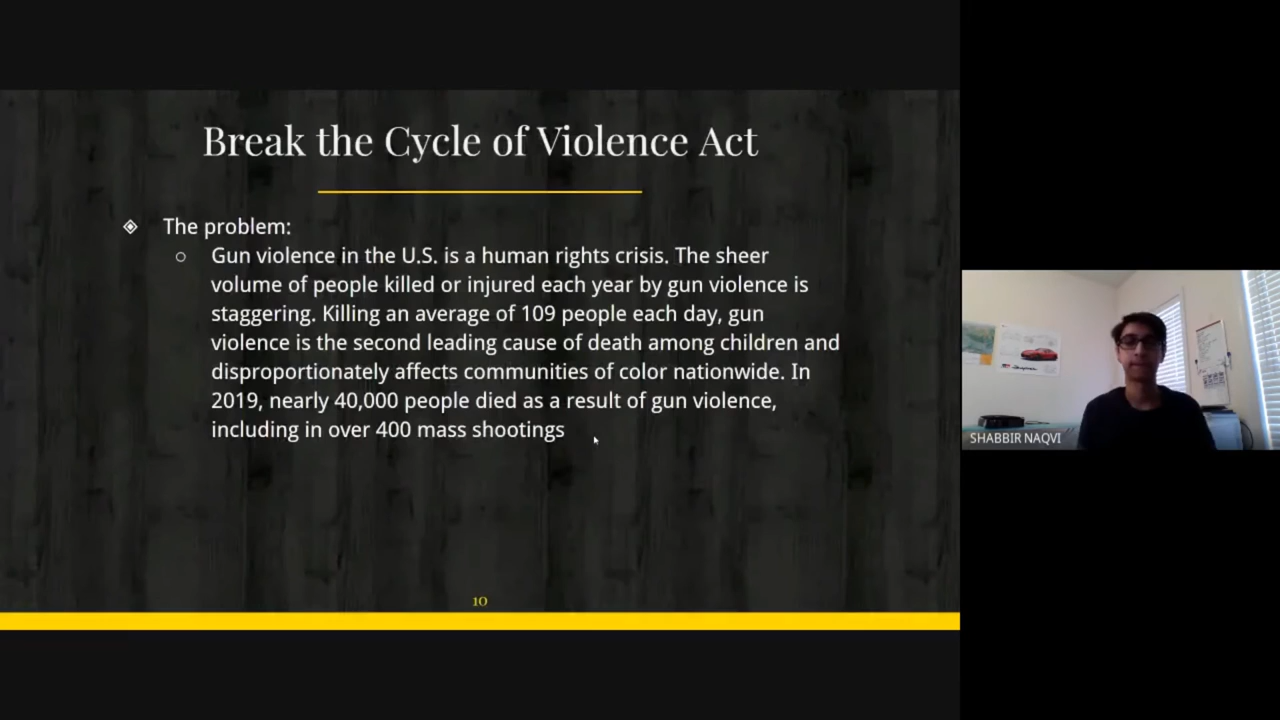 Break the Cycle of Violence Act
The problem:
Gun violence in the U.S. is a human rights crisis. The sheer
volume of people killed or injured each year by gun violence is
staggering. Killing an average of 109 people each day, gun
violence is the second leading cause of death among children and
disproportionately affects communities of color nationwide. In
2019, nearly 40,000 people died as a result of gun violence,
including in over 400 mass shootings
10
SHABBIR NAQVI